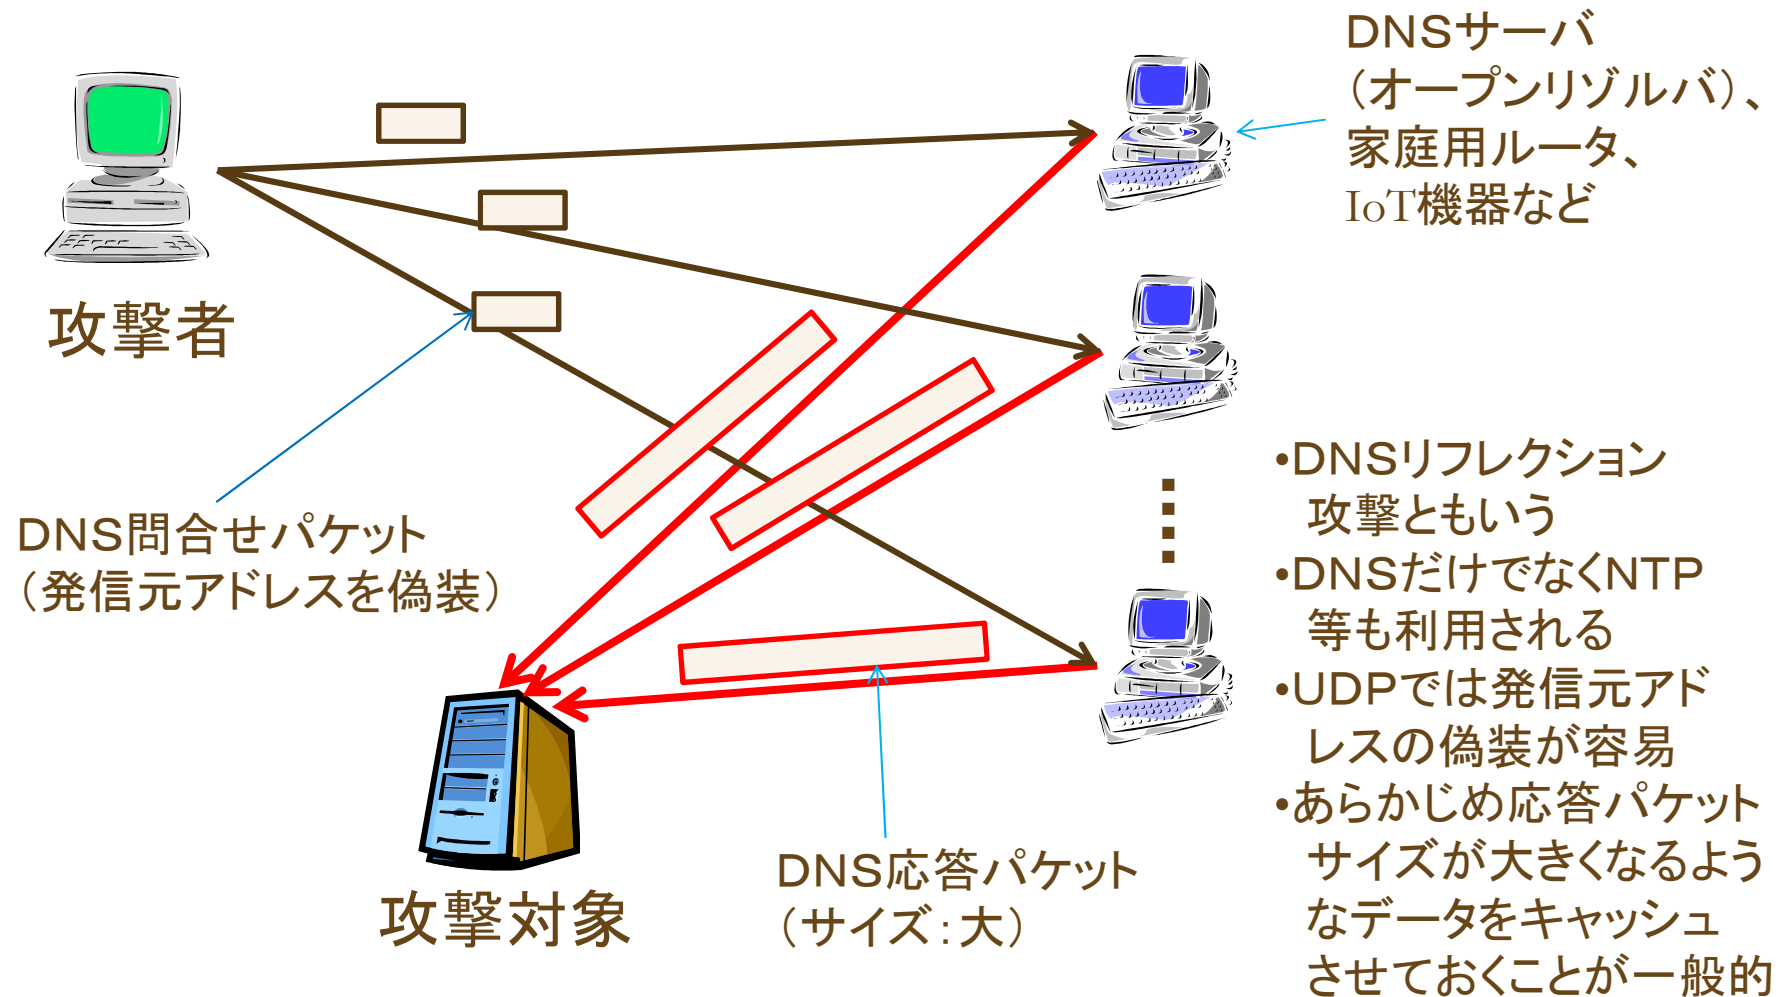 DNSサーバ
（オープンリゾルバ）、
家庭用ルータ、
IoT機器など
攻撃者
DNS問合せパケット
（発信元アドレスを偽装）
攻撃対象
DNS応答パケット
（サイズ：大）
•DNSリフレクション
攻撃ともいう
•DNSだけでなくNTP
等も利用される
•UDPでは発信元アド
レスの偽装が容易
•あらかじめ応答パケット
サイズが大きくなるよう
なデータをキャッシュ
させておくことが一般的